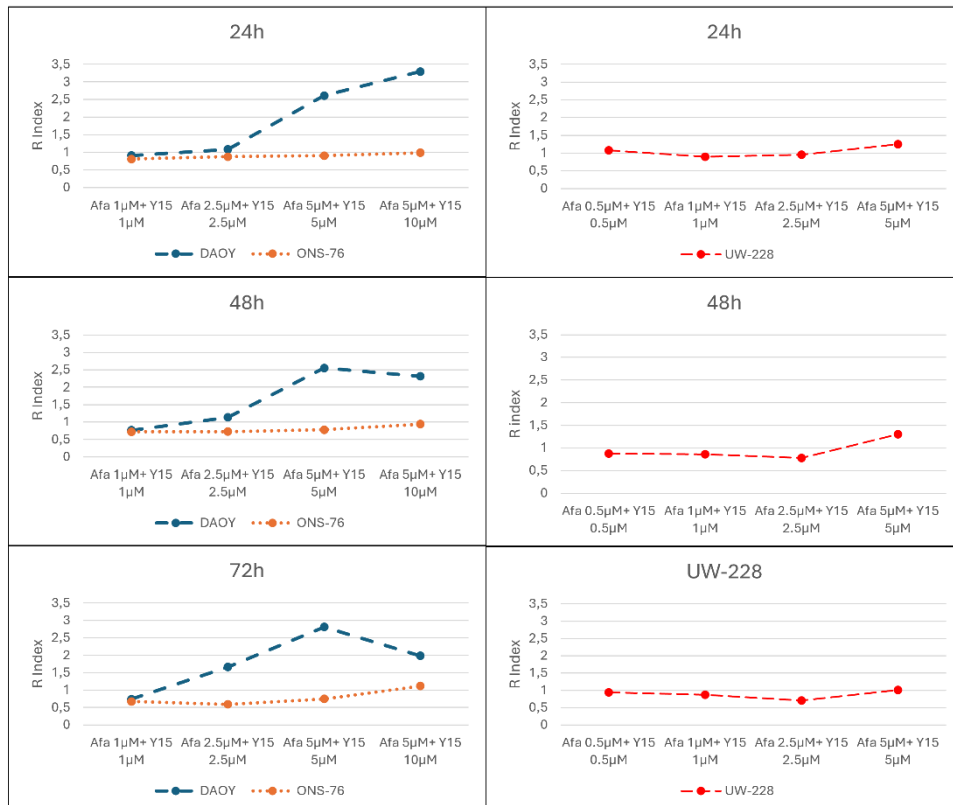 24h
R Index
3,5
3
2,5
2
1,5
1
0,5
0
Afa 1µM+ Y15
1µM
Afa 2.5µM+ Y15
2.5µM
Afa 5µM+ Y15
5µM
Afa 5µM+ Y15
10µM
DAOY
ONS-76
24h
R Index
3,5
3
2,5
2
1,5
1
0,5
0
Afa 0.5µM+ Y15
0.5µM
Afa 1µM+ Y15
1µM
Afa 2.5µM+ Y15
2.5µM
Afa 5µM+ Y15
5µM
UW-228
48h
R Index
3,5
3
2,5
2
1,5
1
0,5
0
Afa 1µM+ Y15
1µM
Afa 2.5µM+ Y15
2.5µM
Afa 5µM+ Y15
5µM
Afa 5µM+ Y15
10µM
DAOY
ONS-76
48h
R index
3,5
3
2,5
2
1,5
1
0,5
0
Afa 0.5µM+ Y15
0.5µM
Afa 1µM+ Y15
1µM
Afa 2.5µM+ Y15
2.5µM
Afa 5µM+ Y15
5µM
72h
R Index
3,5
3
2,5
2
1,5
1
0,5
0
Afa 1µM+ Y15
1µM
Afa 2.5µM+ Y15
2.5µM
Afa 5µM+ Y15
5µM
Afa 5µM+ Y15
10µM
DAOY
ONS-76
UW-228
R Index
3,5
3
2,5
2
1,5
1
0,5
0
Afa 0.5µM+ Y15
0.5µM
Afa 1µM+ Y15
1µM
Afa 2.5µM+ Y15
2.5µM
Afa 5µM+ Y15
5µM
UW-228